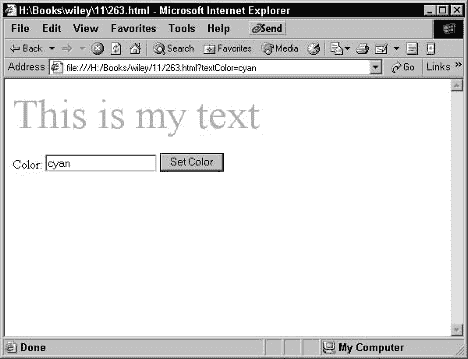 H:\Books\wiley\11\263.html - Microsoft Internet Explorer
File Edit View Favorites Tools Help Send
Back Search Favorites Media
Address file:///H:/Books/wiley/11/263.html?textColor=cyan Go Links »
This is my text
Color: cyan Set Color
Done My Computer